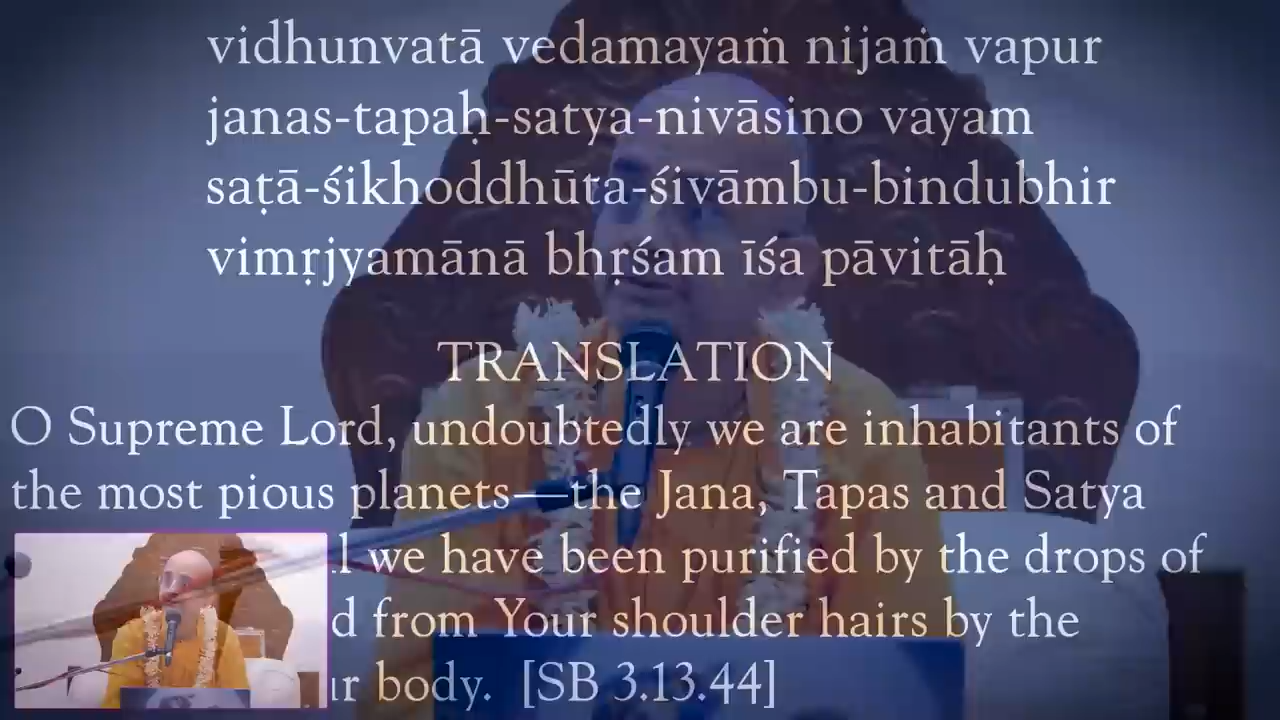 vidhunvatā vedamayaṁ nijaṁ vapur
janas-tapaḥ-satya-nivāsino vayam
saṭā-śikhoddhūta-śivāmbu-bindubhir
vimṛjyamānā bhṛśam īśa pāvitāḥ
TRANSLATION
O Supreme Lord, undoubtedly we are inhabitants of
the most pious planets—the Jana, Tapas and Satya
we have been purified by the drops of
from Your shoulder hairs by the
body. [SB 3.13.44]